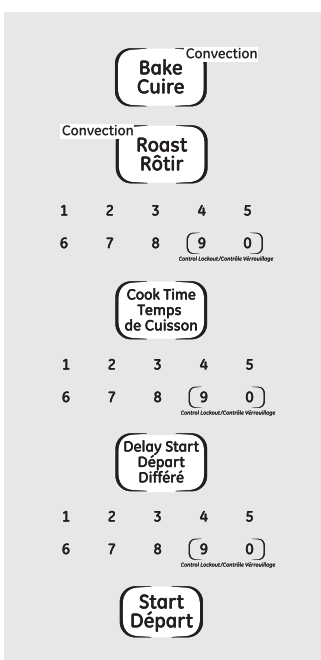 Convection
Bake
Cuire
Convection
Roast
Rôtir
1 2 3 4 5
6 7 8 9 0
Control Lockout/Contrôle Vérrouillage
Cook Time
Temps
de Cuisson
1 2 3 4 5
6 7 8 9 0
Control Lockout/Contrôle Vérrouillage
Delay Start
Départ
Différé
1 2 3 4 5
6 7 8 9 0
Control Lockout/Contrôle Vérrouillage
Start
Départ